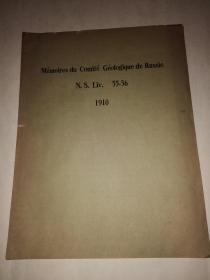 Mémoires du Comité Géologique de Russie
N. S. Liv. 55-56
1910